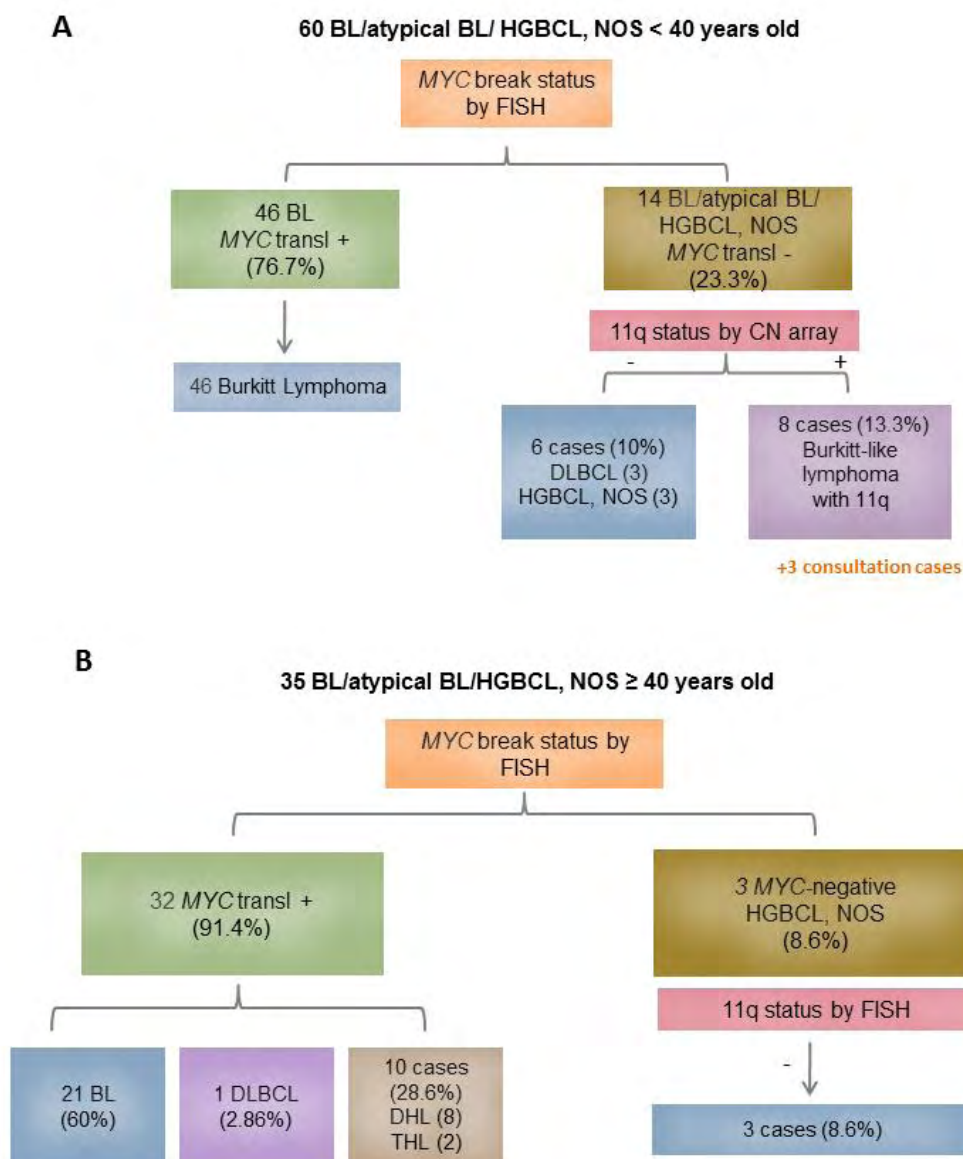 A
60 BL/atypical BL/ HGBCL, NOS < 40 years old
MYC break status
by FISH
46 BL
MYC transl +
(76.7%)
14 BL/atypical BL/
HGBCL, NOS
MYC transl -
(23.3%)
11q status by CN array
-
+
46 Burkitt Lymphoma
6 cases (10%)
DLBCL (3)
HGBCL, NOS (3)
8 cases (13.3%)
Burkitt-like
lymphoma
with 11q
+3 consultation cases
B
35 BL/atypical BL/HGBCL, NOS ≥ 40 years old
MYC break status by
FISH
32 MYC transl +
(91.4%)
3 MYC-negative
HGBCL, NOS
(8.6%)
11q status by FISH
-
21 BL
(60%)
1 DLBCL
(2.86%)
10 cases
(28.6%)
DHL (8)
THL (2)
3 cases (8.6%)